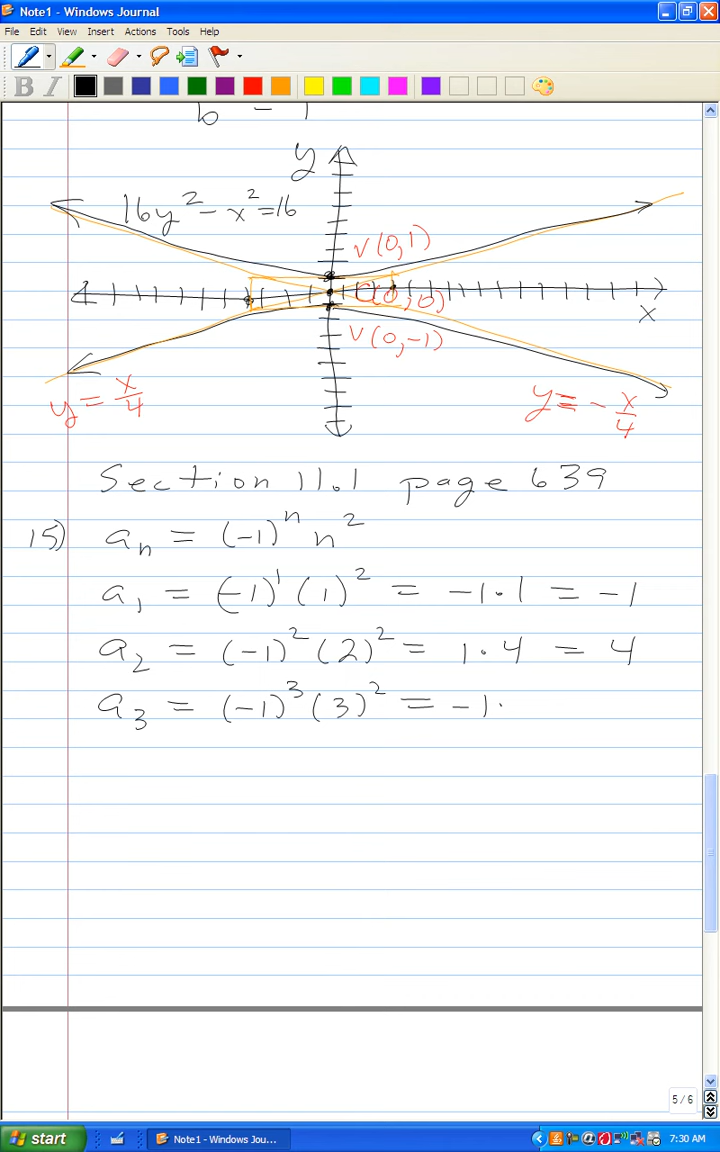 Note1 - Windows Journal
File Edit View Insert Actions Tools Help
B I
b - 1
y
16y² - x² = 16
V(0,1)
C(0,0)
x
V(0,-1)
y = x/4
y = - x/4
Section 11.1 page 639
15) aₙ = (-1)ⁿ n²
a₁ = (-1)¹ (1)² = -1·1 = -1
a₂ = (-1)² (2)² = 1·4 = 4
a₃ = (-1)³ (3)² = -1·
5 / 6
start Note1 - Windows Jou... 7:30 AM